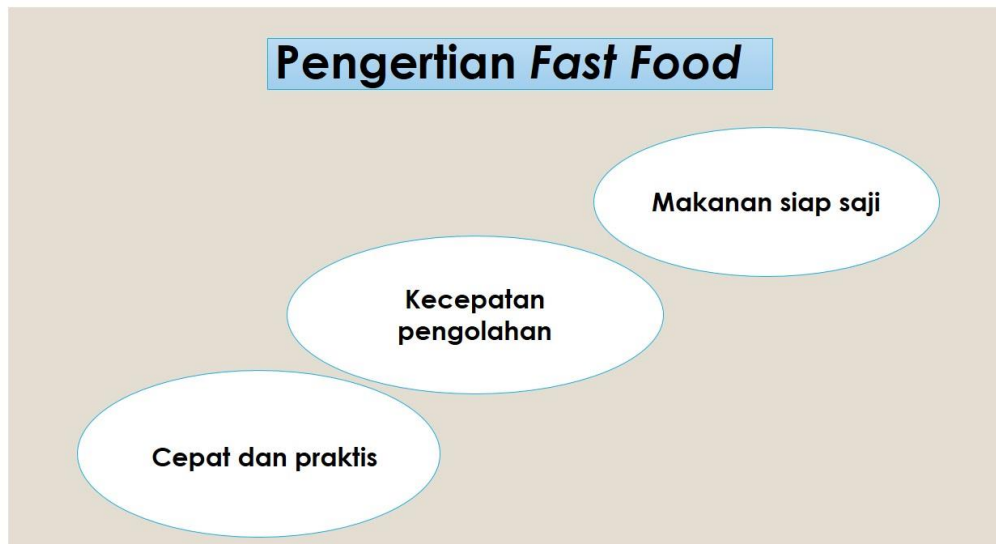 Pengertian Fast Food
Makanan siap saji
Kecepatan
pengolahan
Cepat dan praktis